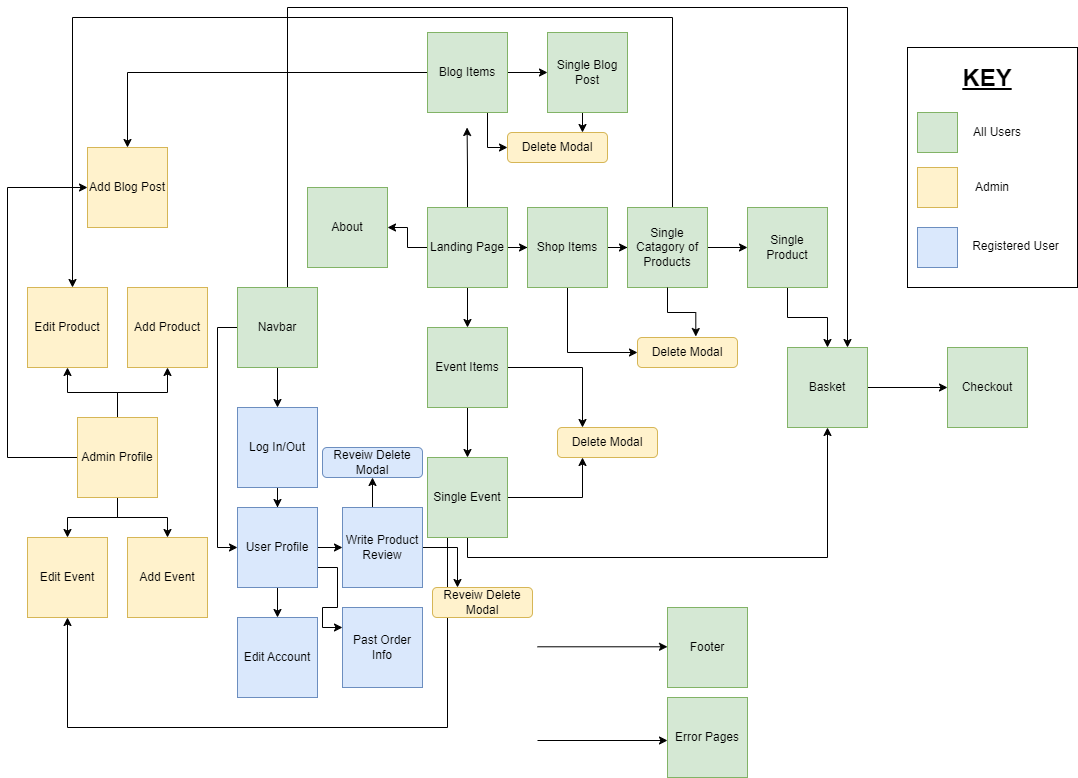 Blog Items
Single Blog
Post
KEY
All Users
Delete Modal
Add Blog Post
Admin
About
Landing Page
Shop Items
Single
Catagory of
Products
Single
Product
Registered User
Edit Product
Add Product
Navbar
Delete Modal
Event Items
Basket
Checkout
Log In/Out
Delete Modal
Admin Profile
Reveiw Delete
Modal
Single Event
User Profile
Write Product
Review
Edit Event
Add Event
Reveiw Delete
Modal
Edit Account
Past Order
Info
Footer
Error Pages